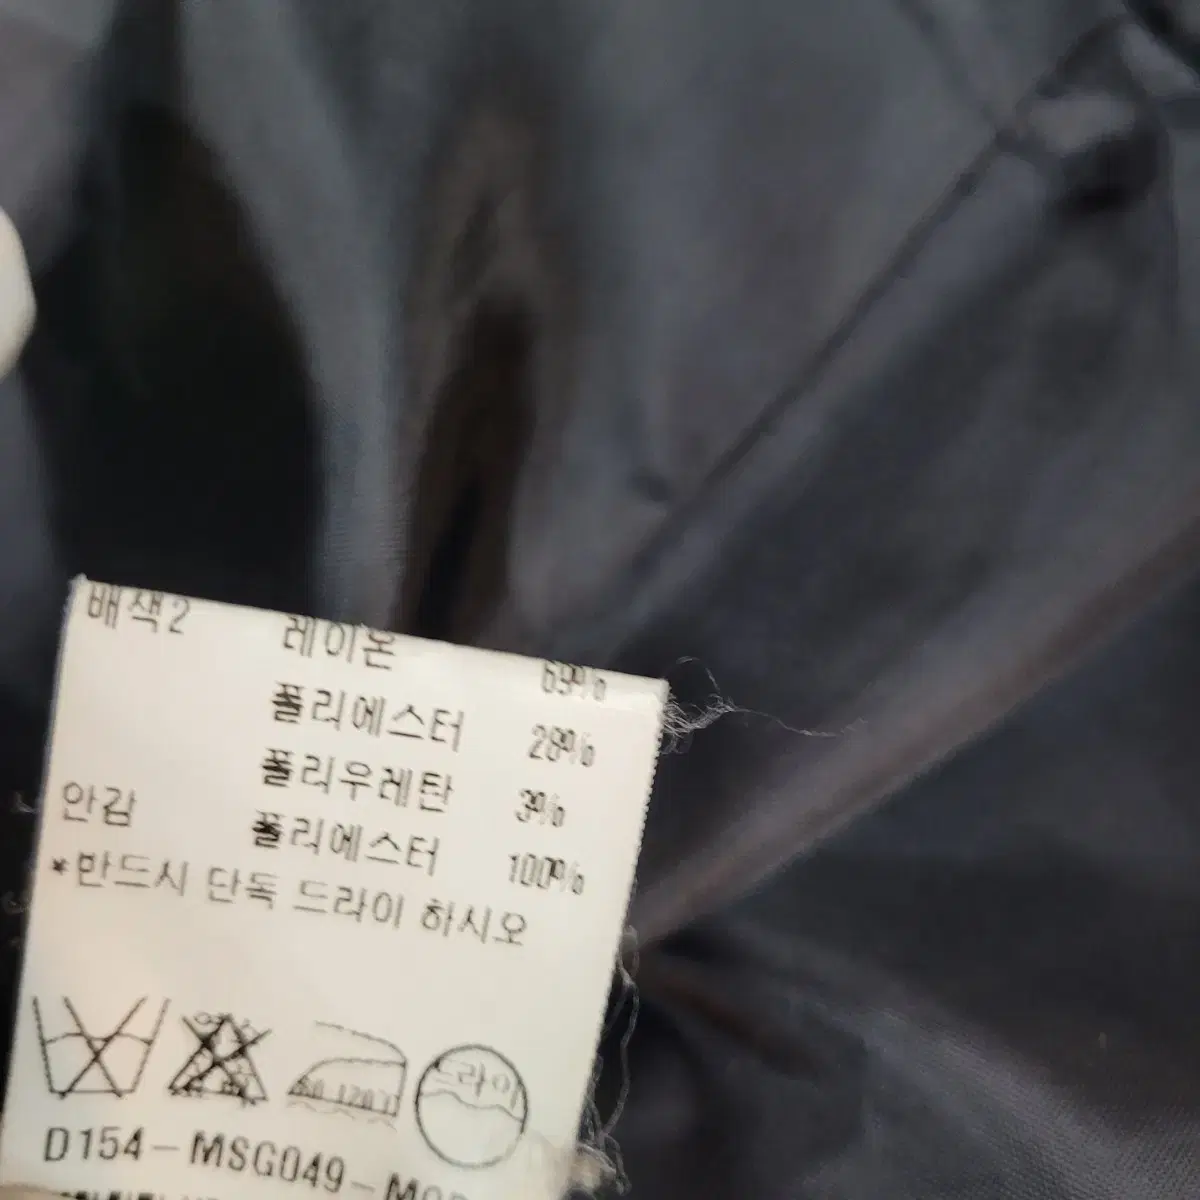 배색2 레이온 69%
폴리에스터 28%
폴리우레탄 3%
안감 폴리에스터 100%
*반드시 단독 드라이 하시오
드라이
D154-MSG049-